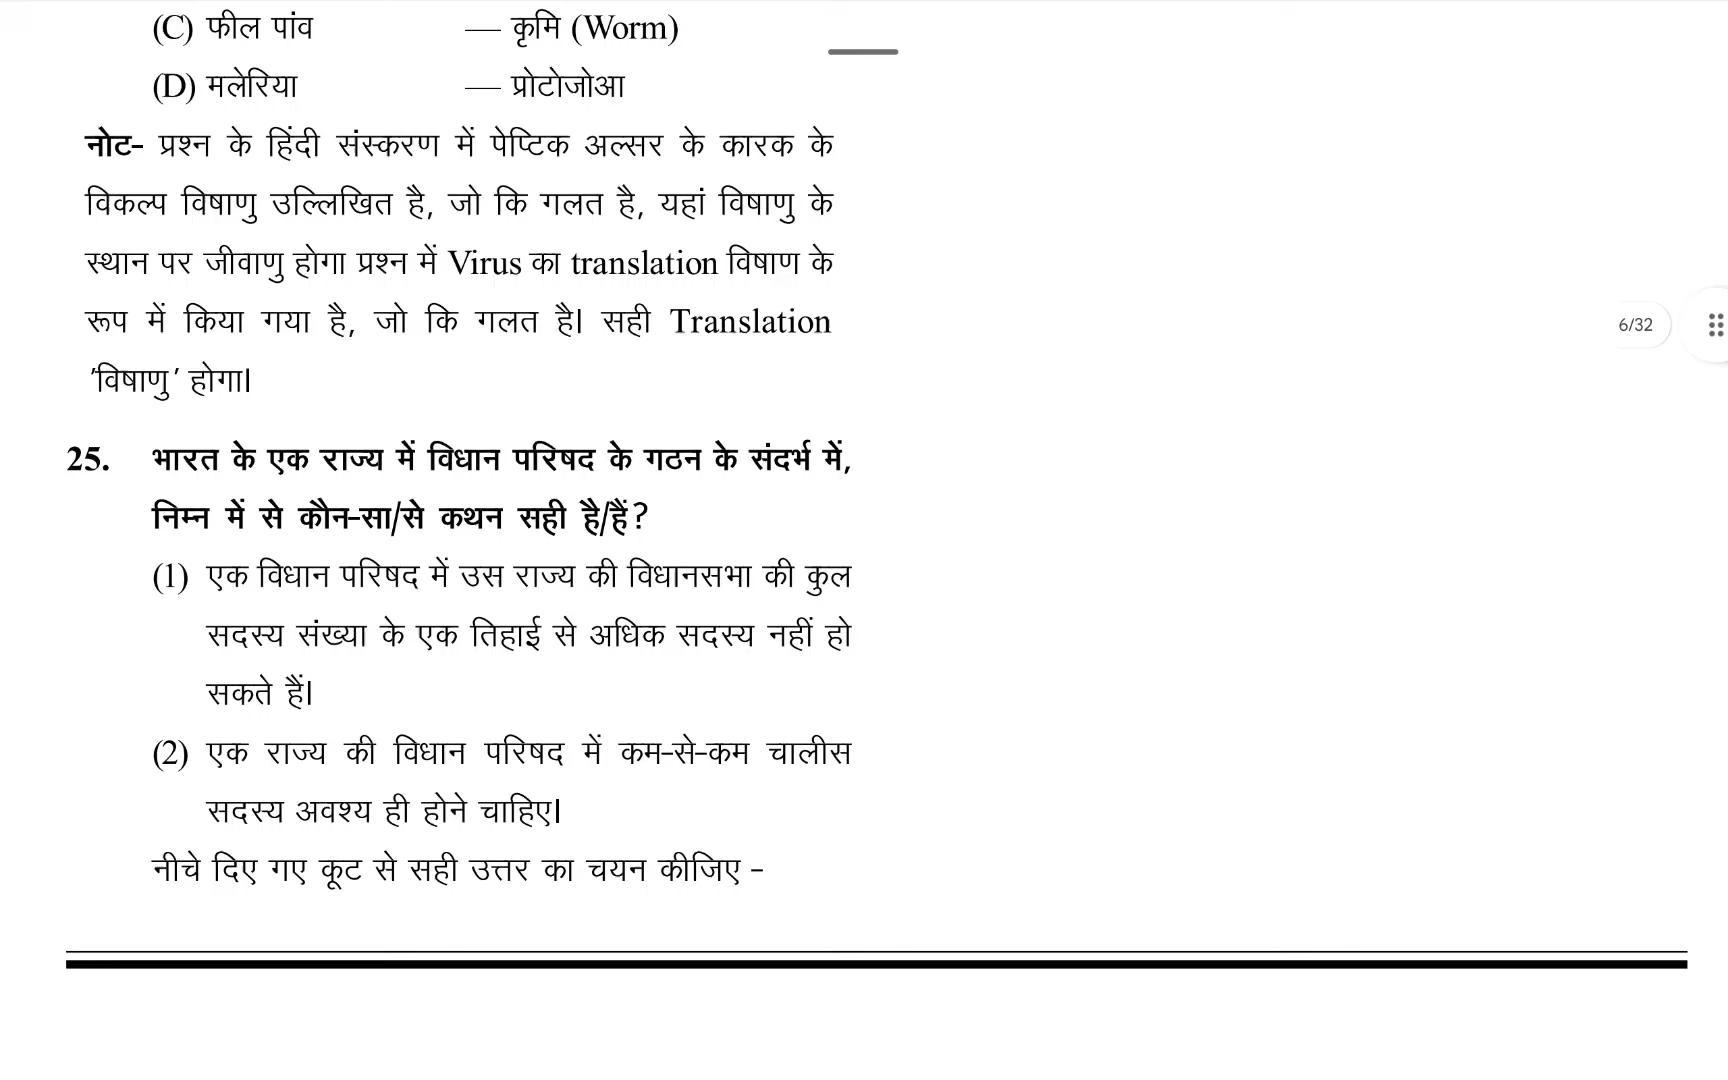 (C) फील पांव — कृमि (Worm)
(D) मलेरिया — प्रोटोजोआ
नोट- प्रश्न के हिंदी संस्करण में पेप्टिक अल्सर के कारक के
विकल्प विषाणु उल्लिखित है, जो कि गलत है, यहां विषाणु के
स्थान पर जीवाणु होगा प्रश्न में Virus का translation विषाण के
रूप में किया गया है, जो कि गलत है। सही Translation
'विषाणु' होगा।
25. भारत के एक राज्य में विधान परिषद के गठन के संदर्भ में,
निम्न में से कौन-सा/से कथन सही है/हैं?
(1) एक विधान परिषद में उस राज्य की विधानसभा की कुल
सदस्य संख्या के एक तिहाई से अधिक सदस्य नहीं हो
सकते हैं।
(2) एक राज्य की विधान परिषद में कम-से-कम चालीस
सदस्य अवश्य ही होने चाहिए।
नीचे दिए गए कूट से सही उत्तर का चयन कीजिए -
6/32